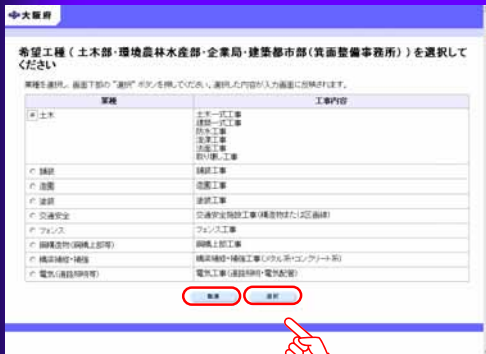 大阪府
希望工種（土木部・環境農林水産部・企業局・建築都市部（箕面整備事務所））を選択して
ください
業種を選択し、画面下部の"選択"ボタンを押してください。選択した内容が入力画面に反映されます。
業種 工事内容
土木 土木一式工事
建築一式工事
防水工事
浚渫工事
法面工事
取り壊し工事
舗装 舗装工事
造園 造園工事
塗装 塗装工事
交通安全 交通安全施設工事（構造物または区画線）
フェンス フェンス工事
鋼構造物（鋼橋上部等） 鋼橋上部工事
橋梁補修・補強 橋梁補修・補強工事（メタル系・コンクリート系）
電気（道路照明等） 電気工事（道路照明・電気配管）
取消 選択